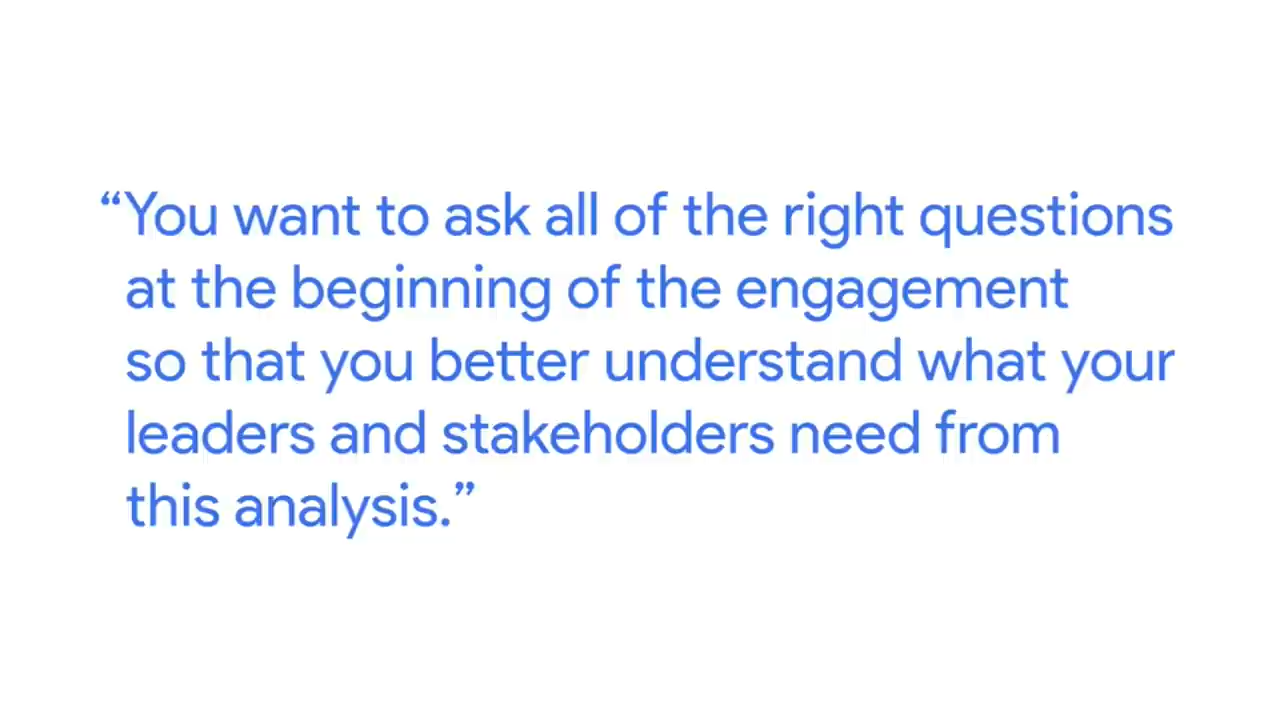 “You want to ask all of the right questions
at the beginning of the engagement
so that you better understand what your
leaders and stakeholders need from
this analysis.”